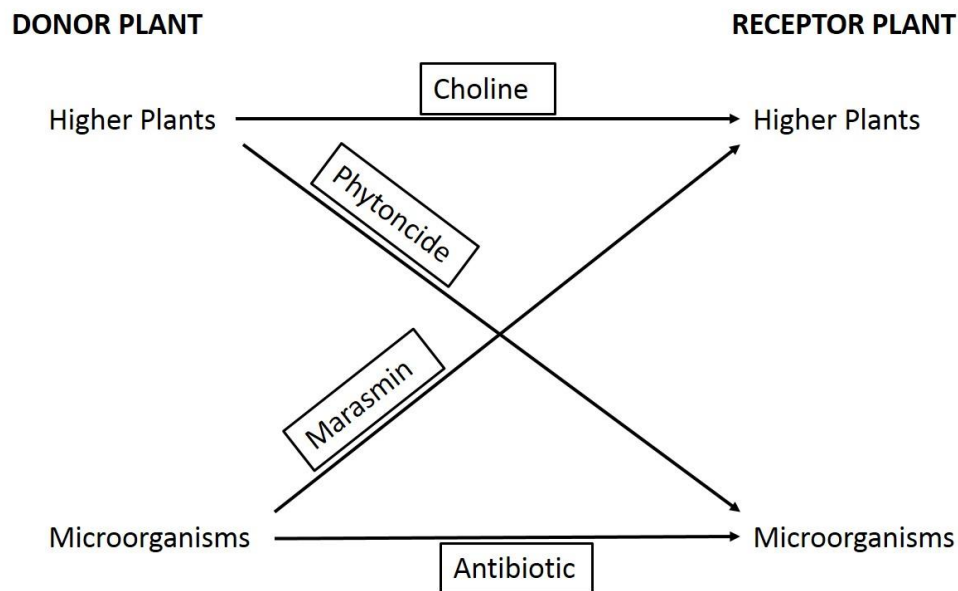 DONOR PLANT
RECEPTOR PLANT
Choline
Higher Plants
Higher Plants
Phytoncide
Marasmin
Microorganisms
Microorganisms
Antibiotic